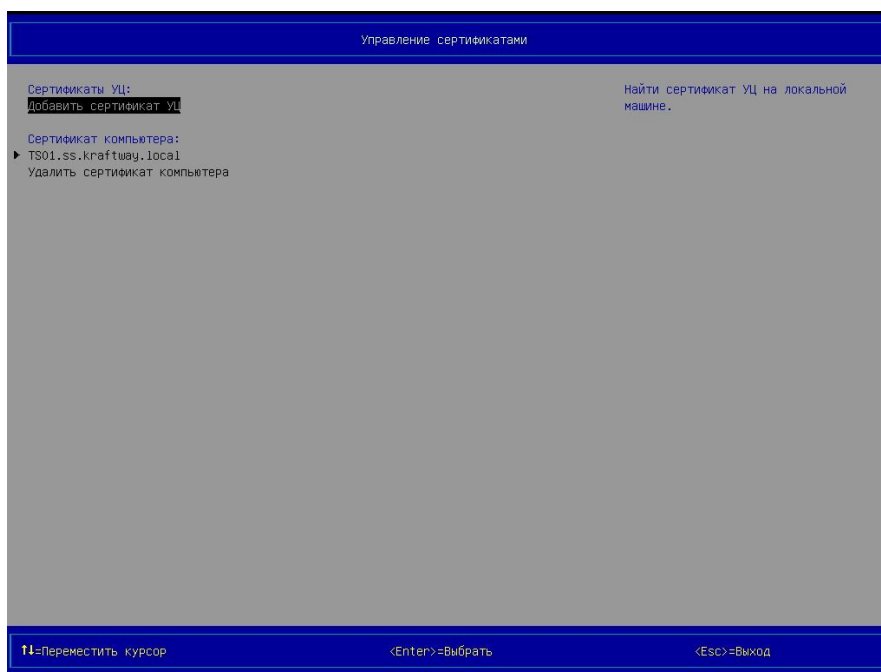 Управление сертификатами
Сертификаты УЦ:
Добавить сертификат УЦ
Сертификат компьютера:
TS01.ss.kraftway.local
Удалить сертификат компьютера
Найти сертификат УЦ на локальной
машине.
↑↓=Переместить курсор
<Enter>=Выбрать
<Esc>=Выход